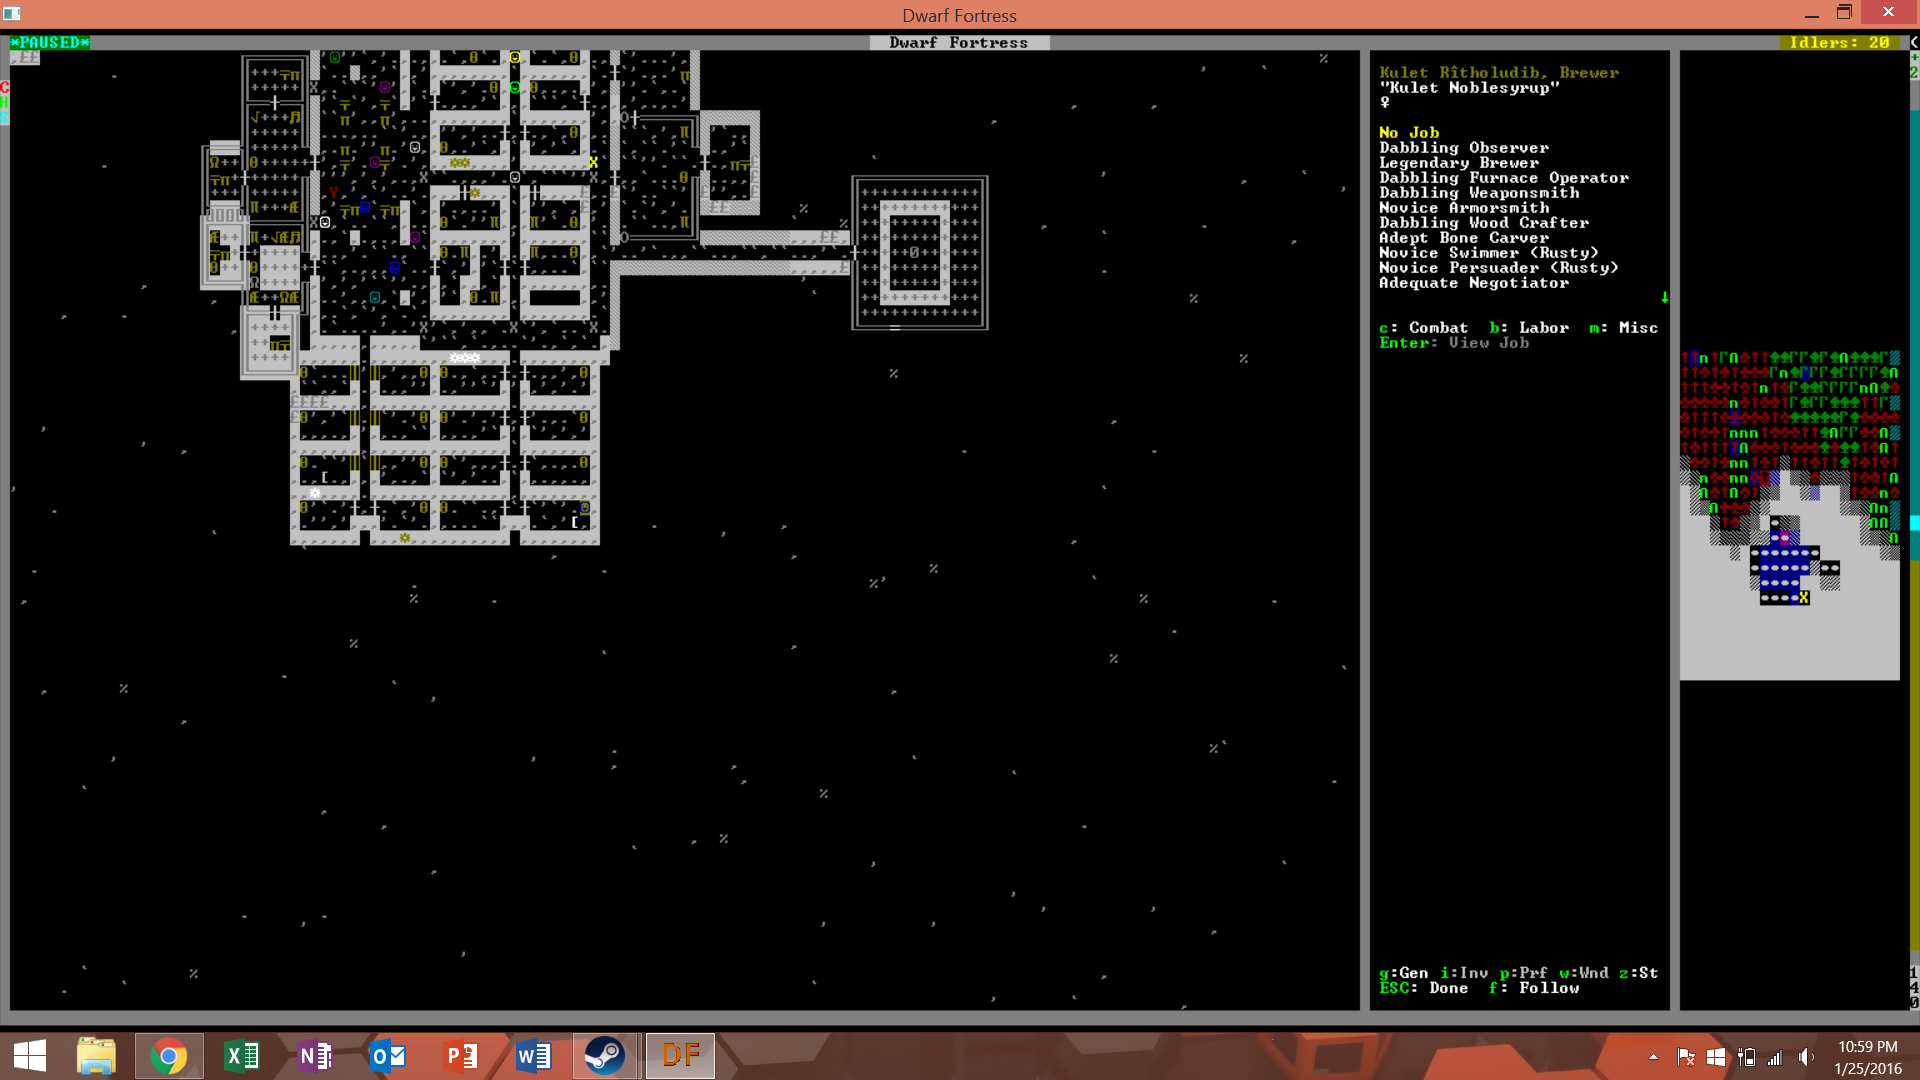 Dwarf Fortress
*PAUSED*
Dwarf Fortress
Idlers: 20
Kulet Rîtholudib, Brewer
"Kulet Noblesyrup"
♀
No Job
Dabbling Observer
Legendary Brewer
Dabbling Furnace Operator
Dabbling Weaponsmith
Novice Armorsmith
Dabbling Wood Crafter
Adept Bone Carver
Novice Swimmer (Rusty)
Novice Persuader (Rusty)
Adequate Negotiator
c: Combat b: Labor m: Misc
Enter: View Job
g:Gen i:Inv p:Prf w:Wnd z:St
ESC: Done f: Follow
C
H
S
DF
10:59 PM
1/25/2016